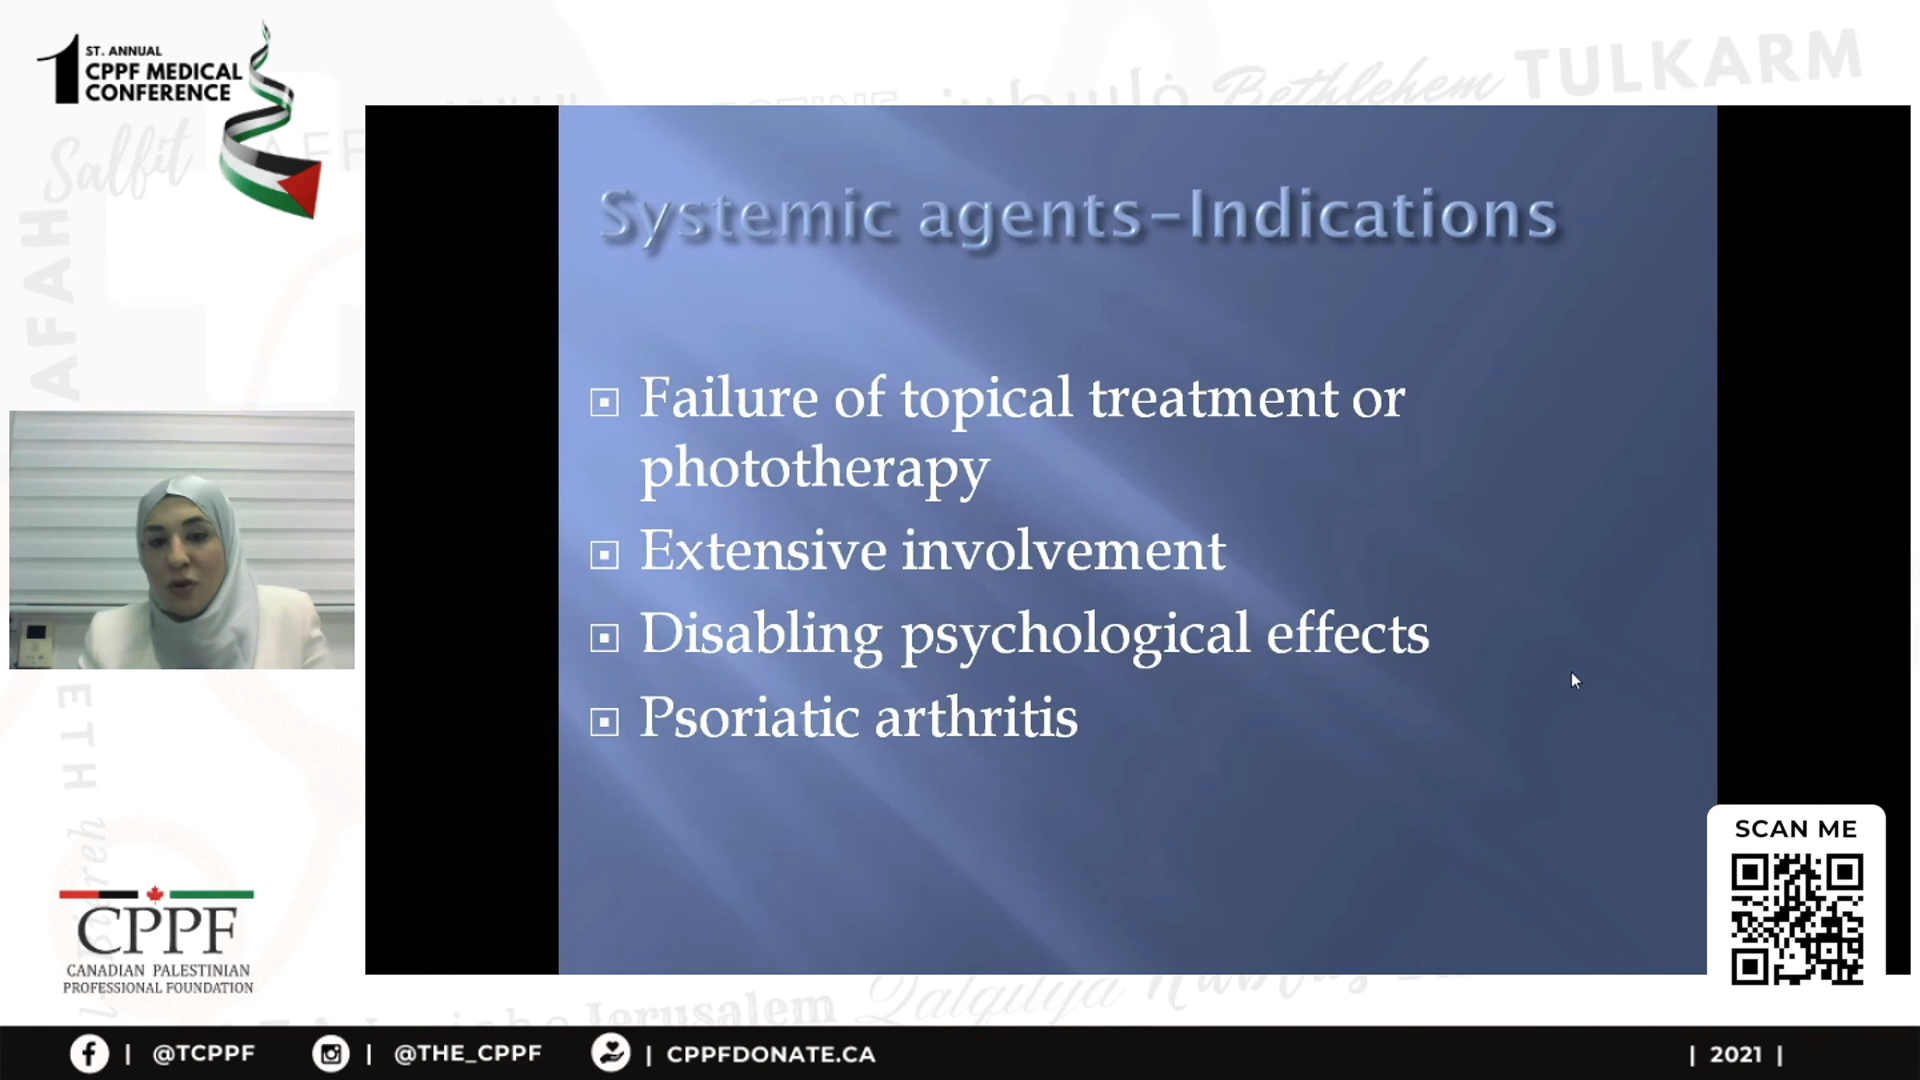 ST. ANNUAL
1 CPPF MEDICAL
CONFERENCE
Salfit
AFAH
Bethlehem
TULKARM
Systemic agents-Indications
Failure of topical treatment or
phototherapy
Extensive involvement
Disabling psychological effects
Psoriatic arthritis
ETH
SCAN ME
CPPF
CANADIAN PALESTINIAN
PROFESSIONAL FOUNDATION
Jerusalem
Qalqilya
| @TCPPF
| @THE_CPPF
| CPPFDONATE.CA
| 2021 |